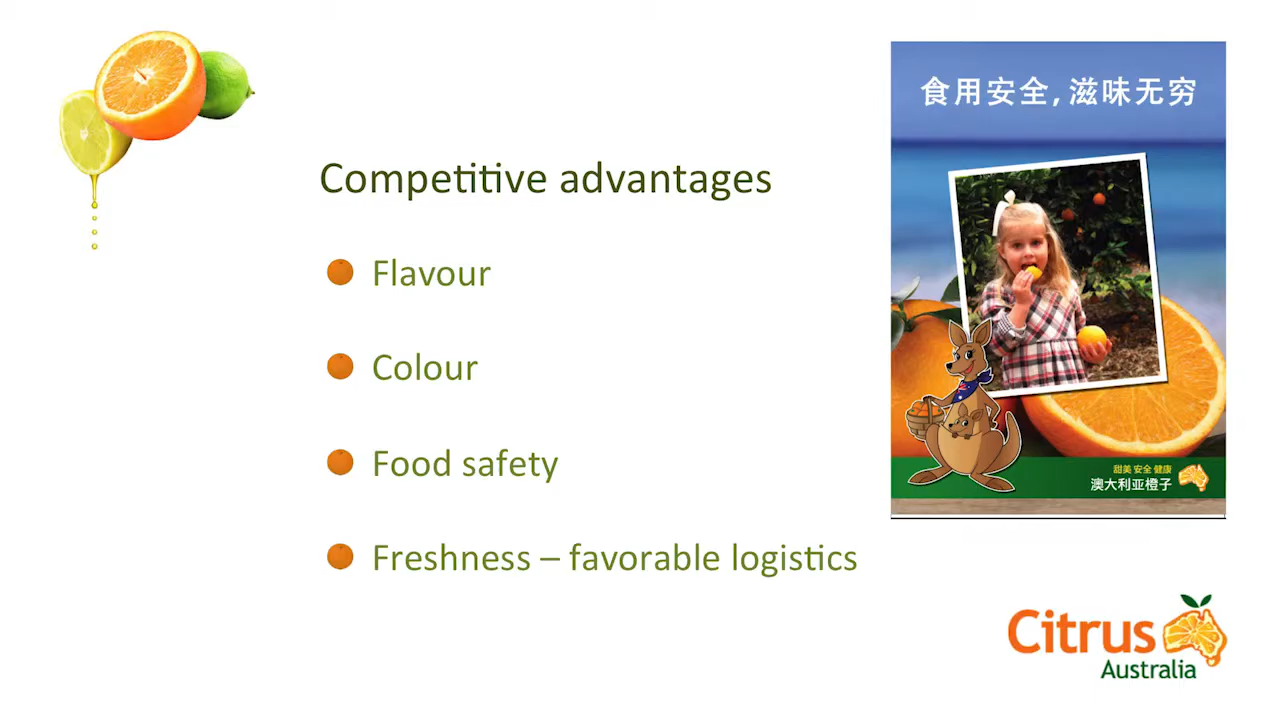 Competitive advantages
Flavour
Colour
Food safety
Freshness – favorable logistics
食用安全,滋味无穷
甜美 安全 健康
澳大利亚橙子
Citrus
Australia